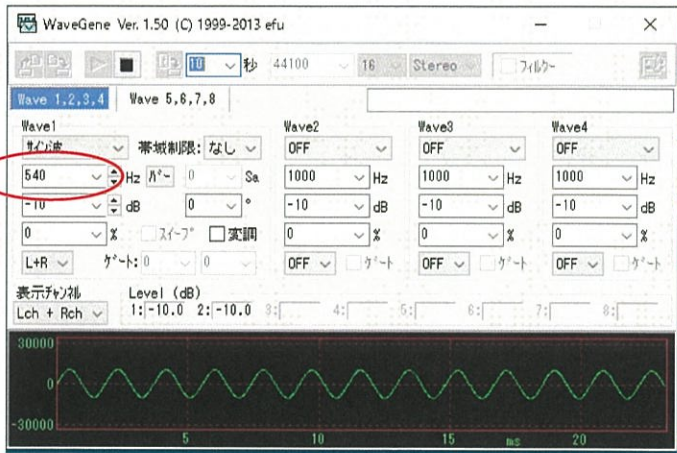 WaveGene Ver. 1.50 (C) 1999-2013 efu
10 秒 44100 16 Stereo フィルター
Wave 1,2,3,4 Wave 5,6,7,8
Wave1 Wave2 Wave3 Wave4
サイン波 帯域制限: なし OFF OFF OFF
540 Hz バー 0 Sa 1000 Hz 1000 Hz 1000 Hz
-10 dB 0 ° -10 dB -10 dB -10 dB
0 % スイープ 変調 0 % 0 % 0 %
L+R ゲート: 0 0 OFF ゲート OFF ゲート OFF ゲート
表示チャンネル Level (dB)
Lch + Rch 1: -10.0 2: -10.0 3: 4: 5: 6: 7: 8:
30000
0
-30000
5 10 15 ms 20